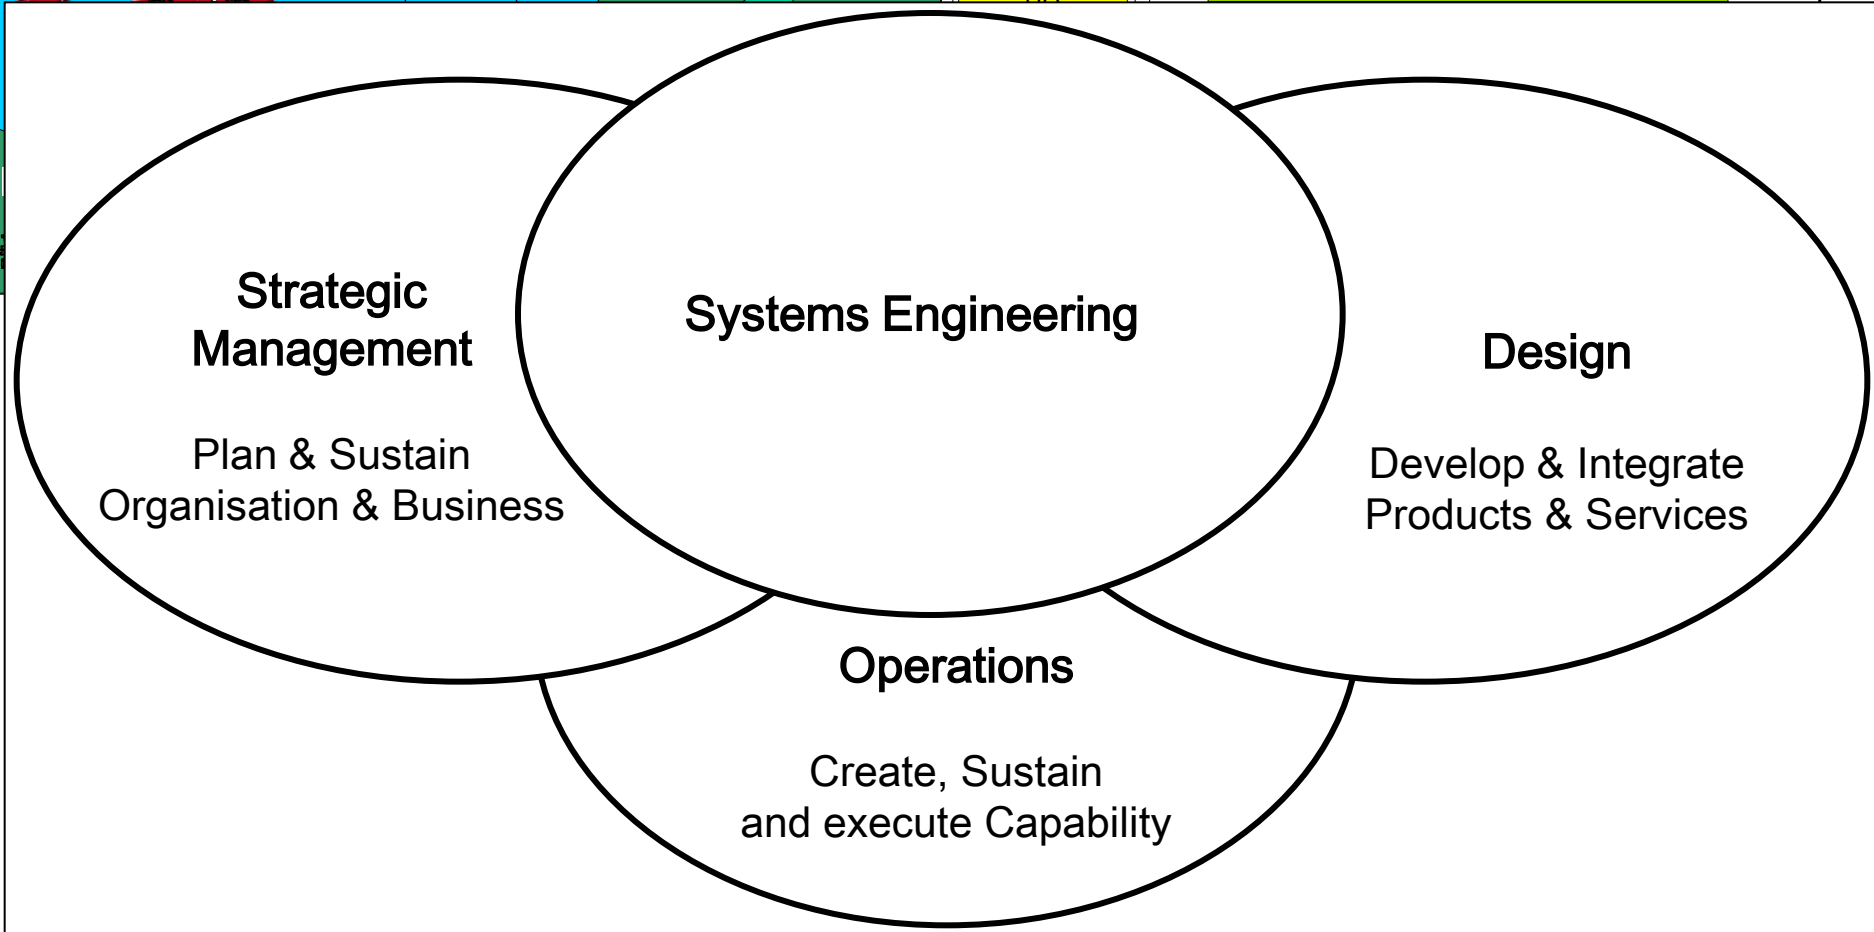 Strategic
Management
Plan & Sustain
Organisation & Business
Systems Engineering
Design
Develop & Integrate
Products & Services
Operations
Create, Sustain
and execute Capability